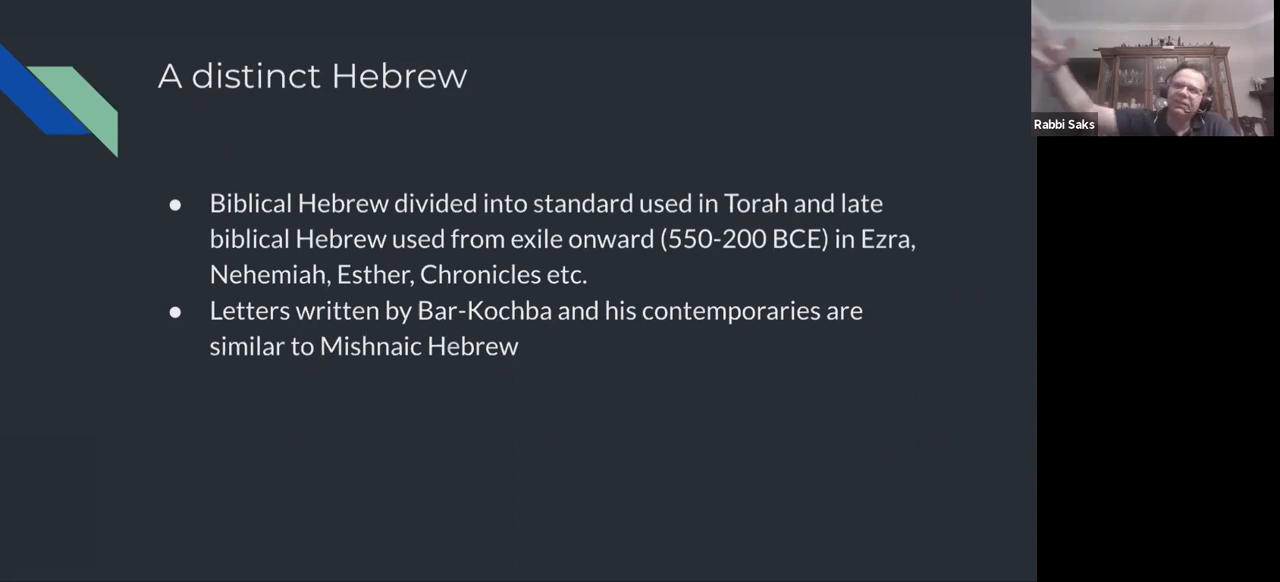 A distinct Hebrew
● Biblical Hebrew divided into standard used in Torah and late
biblical Hebrew used from exile onward (550-200 BCE) in Ezra,
Nehemiah, Esther, Chronicles etc.
● Letters written by Bar-Kochba and his contemporaries are
similar to Mishnaic Hebrew
Rabbi Saks